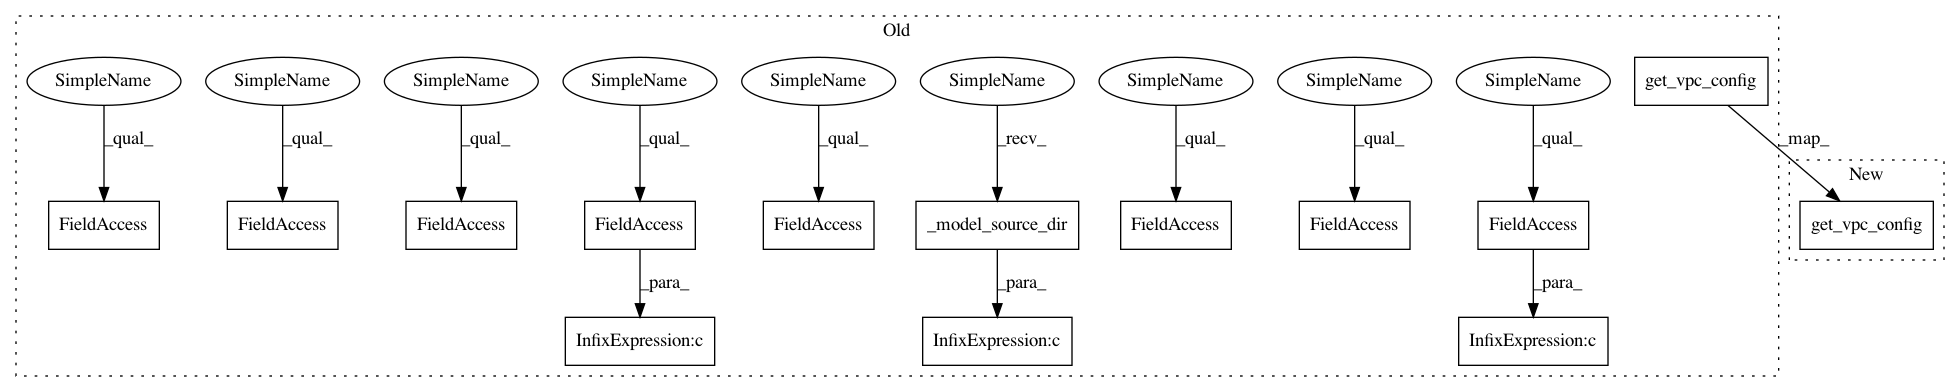 Old
SimpleName SimpleName SimpleName SimpleName SimpleName SimpleName SimpleName SimpleName SimpleName get_vpc_config
_qual_ _qual_ _qual_ _qual_ _qual_ _recv_ _qual_ _qual_ _qual_ _map_
New
FieldAccess FieldAccess FieldAccess FieldAccess FieldAccess _model_source_dir FieldAccess FieldAccess FieldAccess get_vpc_config
_para_ _para_ _para_
InfixExpression:c InfixExpression:c InfixExpression:c